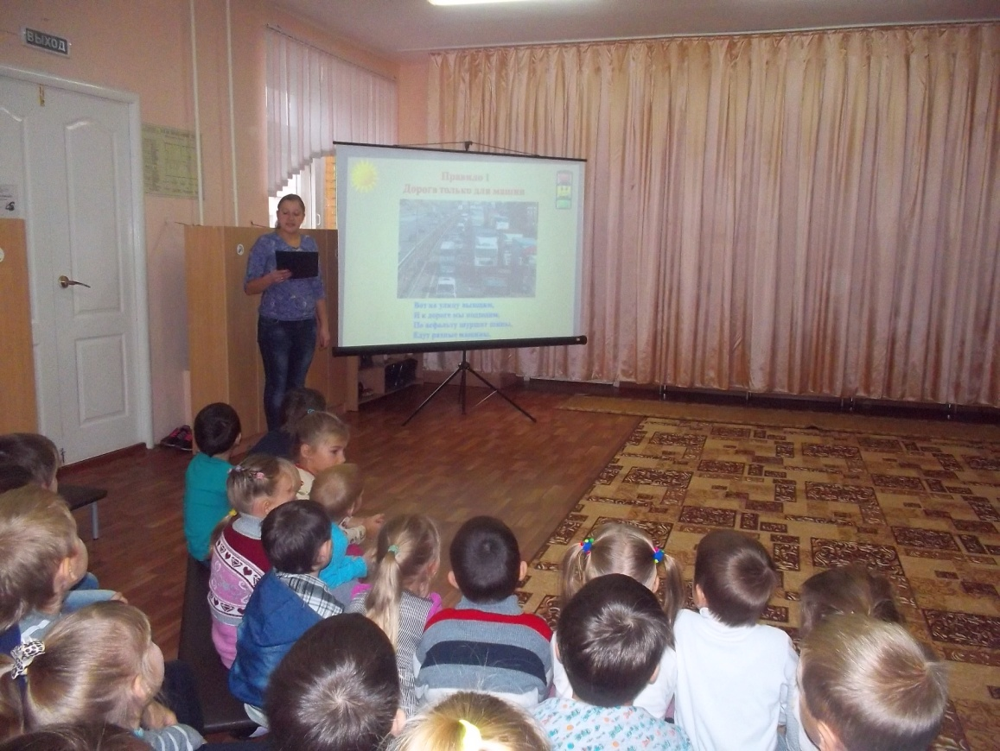 ВЫХОД
Правило 1
Дорога только для машин
Вот на улицу выходим,
И к дороге мы подходим,
По асфальту шуршат шины,
Едут разные машины.